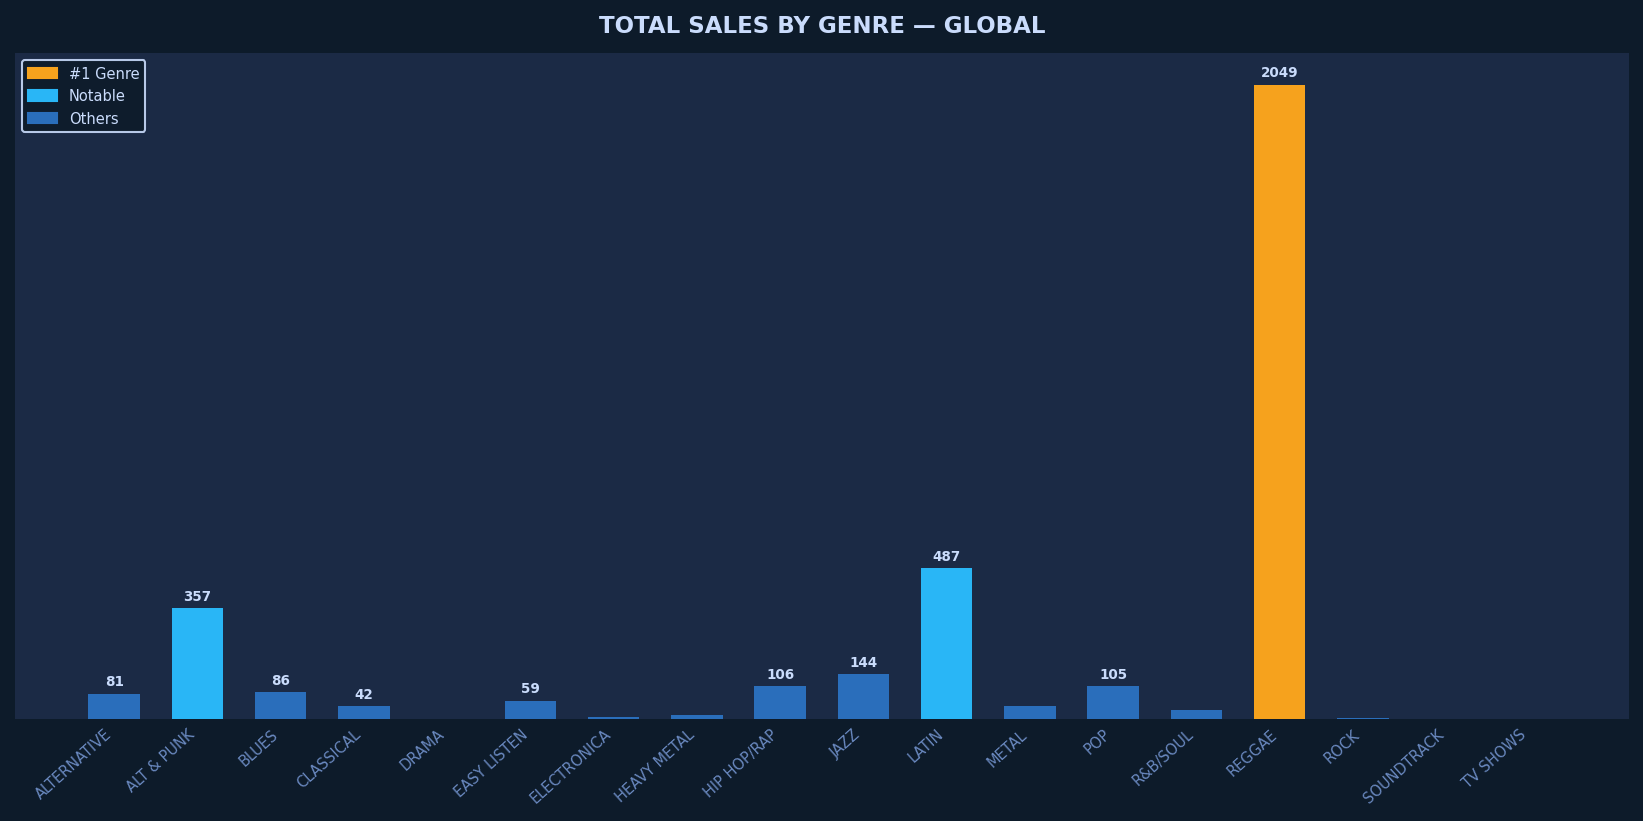 TOTAL SALES BY GENRE — GLOBAL
#1 Genre
Notable
Others
81
357
86
42
59
106
144
487
105
2049
ALTERNATIVE
ALT & PUNK
BLUES
CLASSICAL
DRAMA
EASY LISTEN
ELECTRONICA
HEAVY METAL
HIP HOP/RAP
JAZZ
LATIN
METAL
POP
R&B/SOUL
REGGAE
ROCK
SOUNDTRACK
TV SHOWS